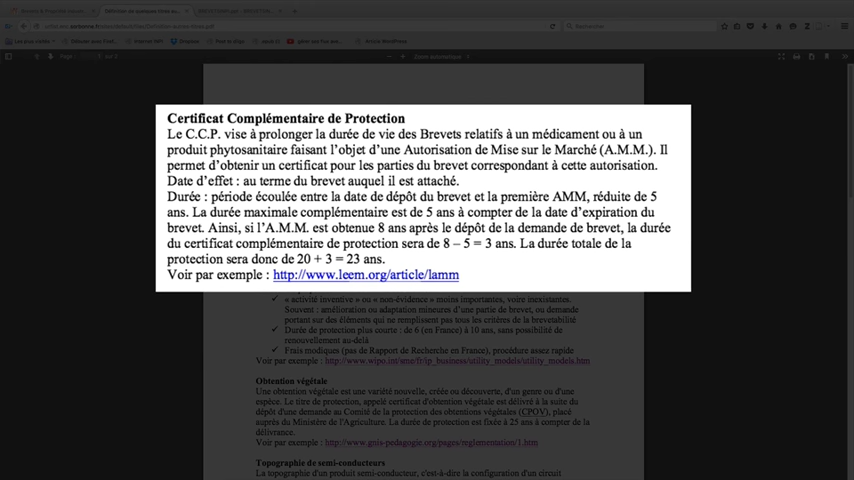 Certificat Complémentaire de Protection
Le C.C.P. vise à prolonger la durée de vie des Brevets relatifs à un médicament ou à un
produit phytosanitaire faisant l'objet d'une Autorisation de Mise sur le Marché (A.M.M.). Il
permet d'obtenir un certificat pour les parties du brevet correspondant à cette autorisation.
Date d'effet : au terme du brevet auquel il est attaché.
Durée : période écoulée entre la date de dépôt du brevet et la première AMM, réduite de 5
ans. La durée maximale complémentaire est de 5 ans à compter de la date d'expiration du
brevet. Ainsi, si l'A.M.M. est obtenue 8 ans après le dépôt de la demande de brevet, la durée
du certificat complémentaire de protection sera de 8 – 5 = 3 ans. La durée totale de la
protection sera donc de 20 + 3 = 23 ans.
Voir par exemple : http://www.leem.org/article/lamm
« activité inventive » ou « non-évidence » moins importantes, voire inexistantes.
Souvent : amélioration ou adaptation mineures d'une partie de brevet, ou demande
portant sur des éléments qui ne remplissent pas tous les critères de la brevetabilité
Durée de protection plus courte : de 6 (en France) à 10 ans, sans possibilité de
renouvellement au-delà
Frais modiques (pas de Rapport de Recherche en France), procédure assez rapide
Voir par exemple : http://www.wipo.int/sme/fr/ip_business/utility_models/utility_models.htm
Obtention végétale
Une obtention végétale est une variété nouvelle, créée ou découverte, d'un genre ou d'une
espèce. Le titre de protection, appelé certificat d'obtention végétale est délivré à la suite du
dépôt d'une demande au Comité de la protection des obtentions végétales (CPOV), placé
auprès du Ministère de l'Agriculture. La durée de protection est fixée à 25 ans à compter de la
délivrance.
Voir par exemple : http://www.gnis-pedagogie.org/pages/reglementation/1.htm
Topographie de semi-conducteurs
La topographie d'un produit semi-conducteur, c'est-à-dire la configuration d'un circuit